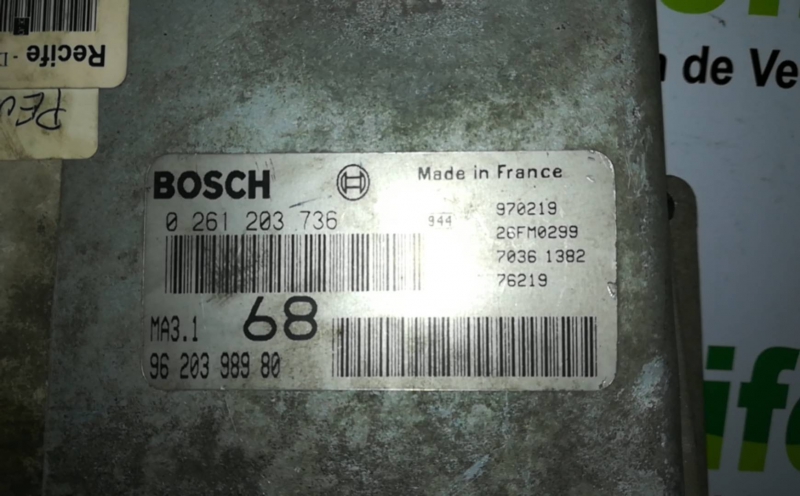 Recife - 
PEU
BOSCH
Made in France
0 261 203 736
944
970219
26FM0299
7036 1382
76219
MA3.1
68
96 203 989 80
de Ve